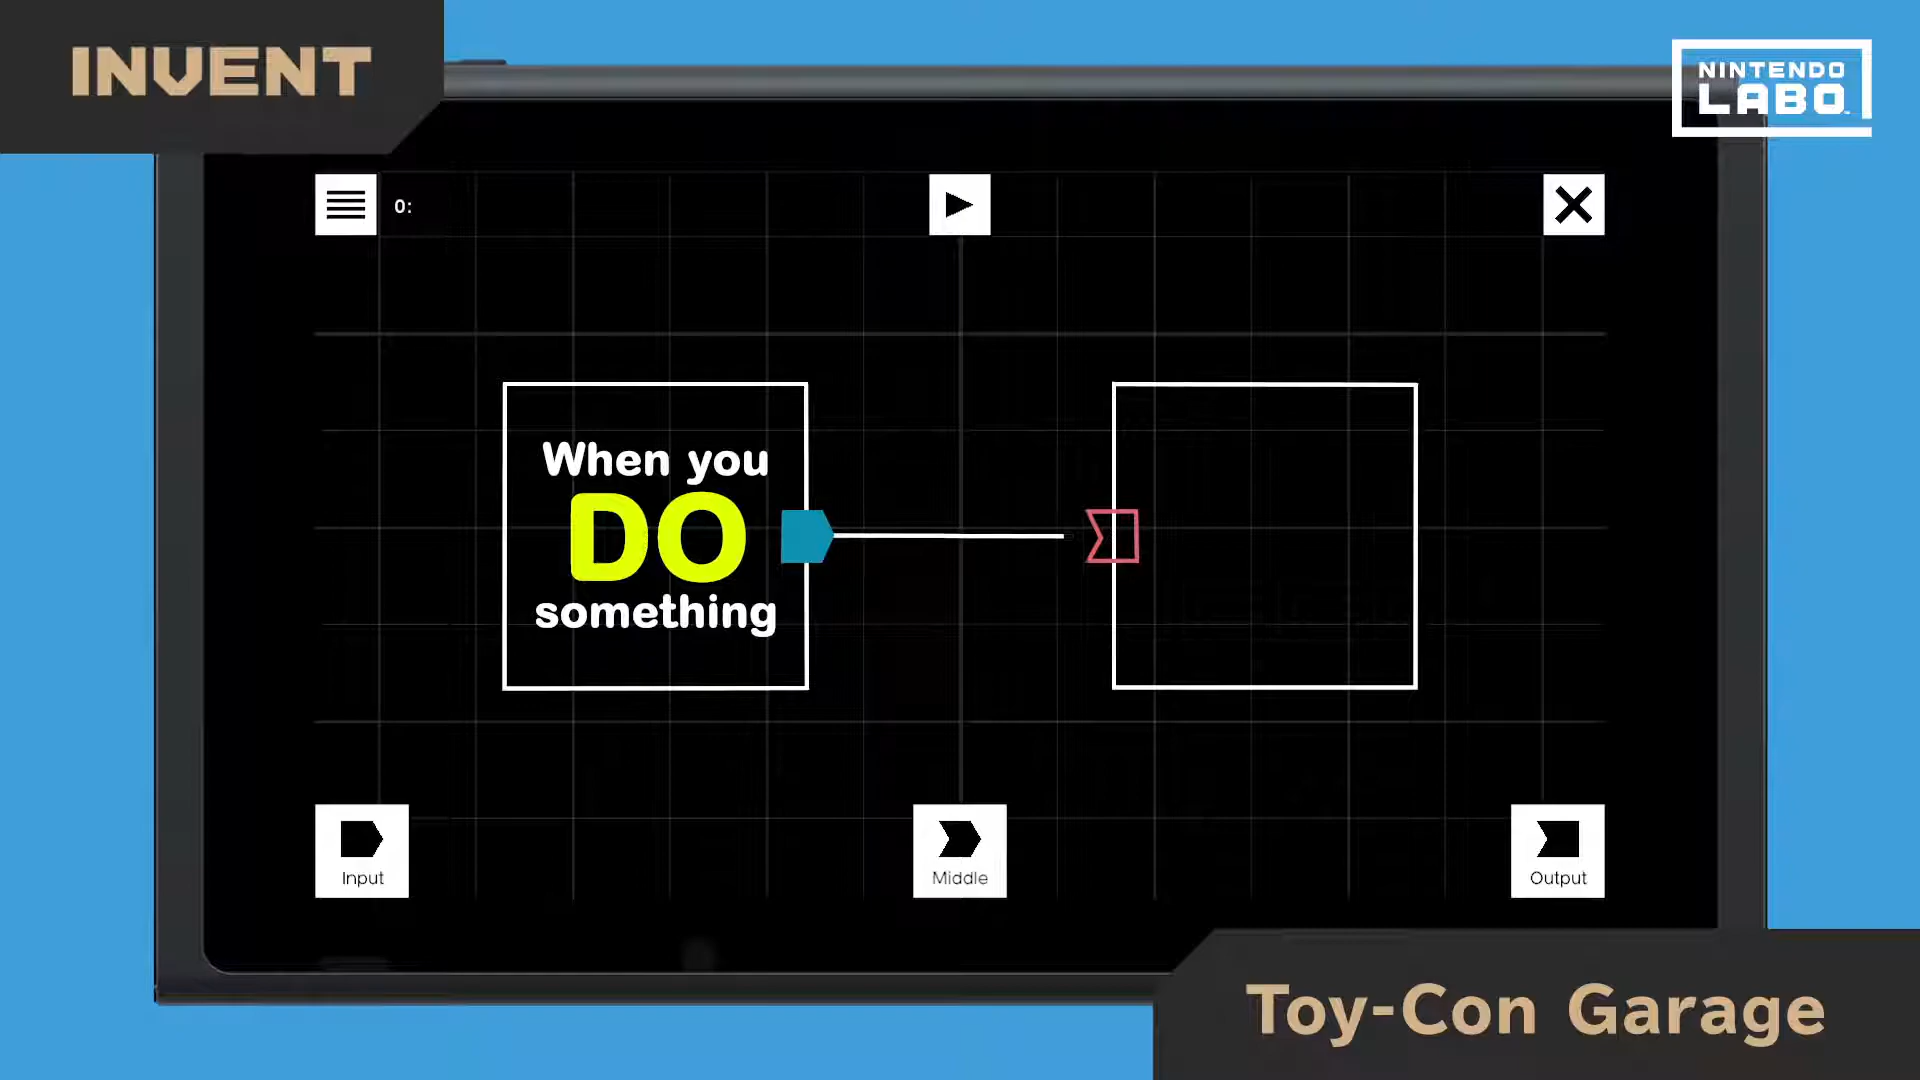 INVENT
NINTENDO
LABO
0:
When you
DO
something
Input
Middle
Output
Toy-Con Garage